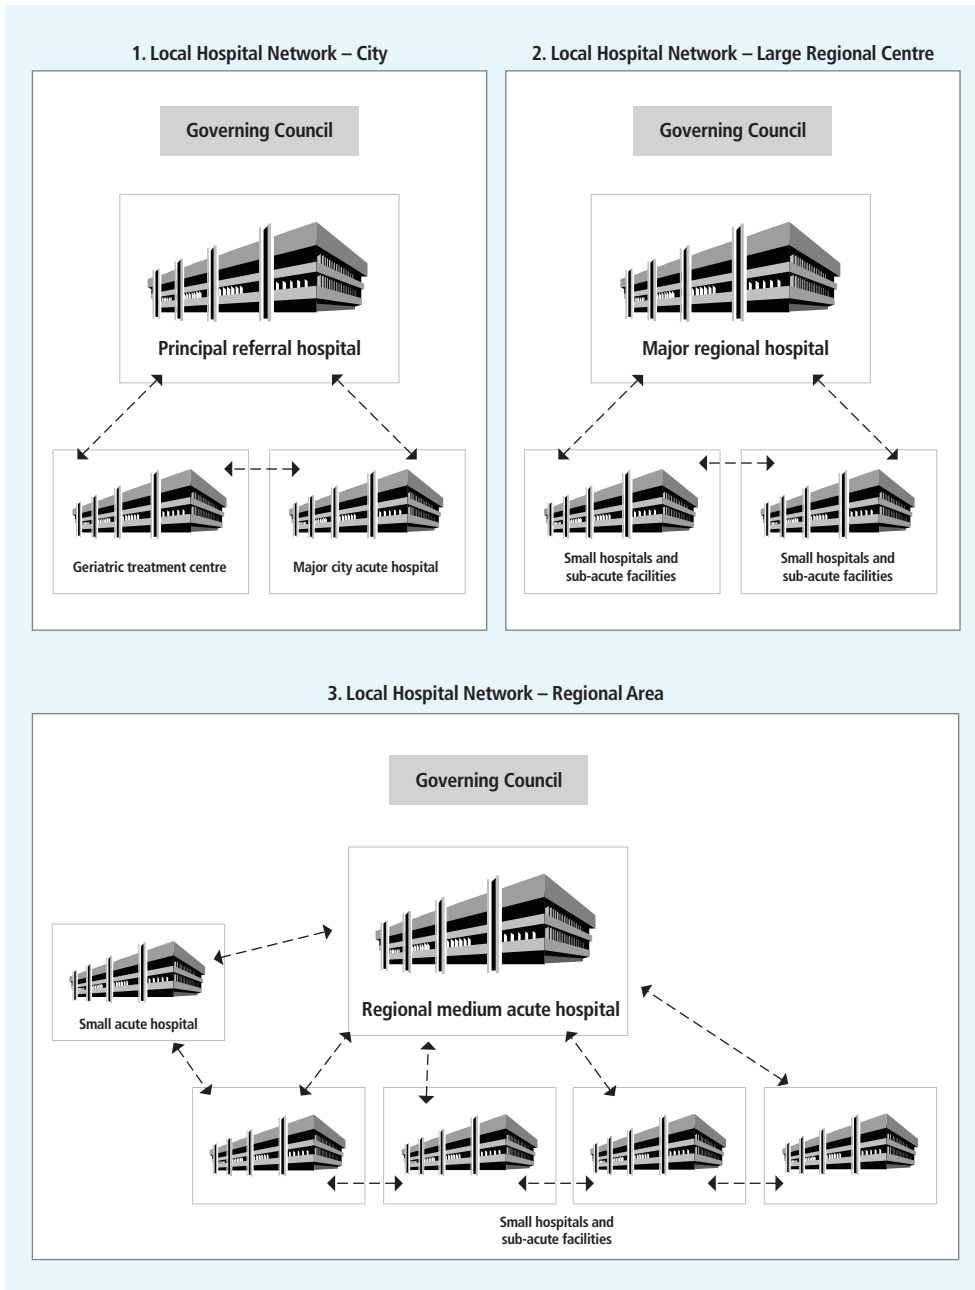 1. Local Hospital Network – City
Governing Council
Principal referral hospital
Geriatric treatment centre
Major city acute hospital
2. Local Hospital Network – Large Regional Centre
Governing Council
Major regional hospital
Small hospitals and
sub-acute facilities
Small hospitals and
sub-acute facilities
3. Local Hospital Network – Regional Area
Governing Council
Regional medium acute hospital
Small acute hospital
Small hospitals and
sub-acute facilities